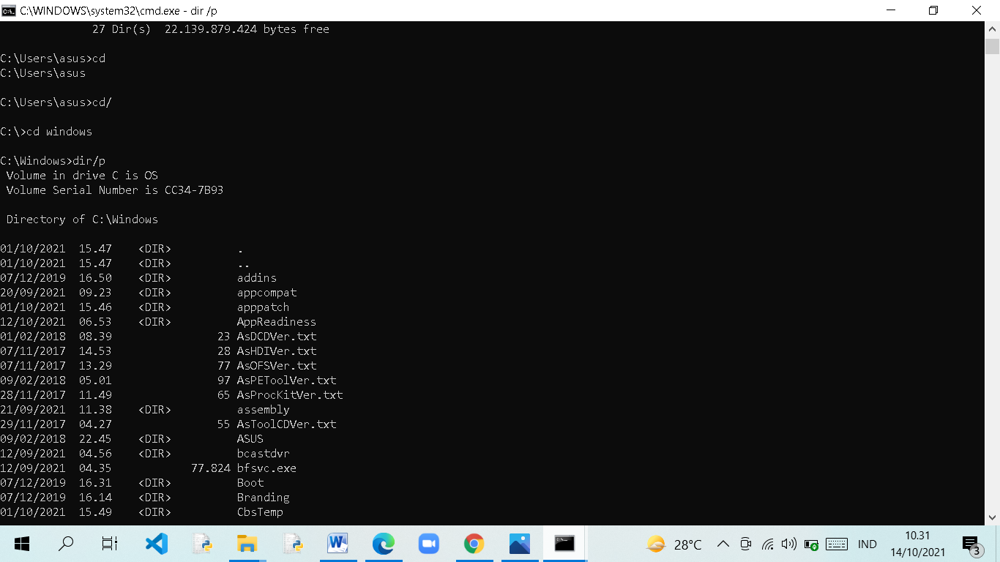 C:\WINDOWS\system32\cmd.exe - dir /p
27 Dir(s)  22.139.879.424 bytes free
C:\Users\asus>cd
C:\Users\asus
C:\Users\asus>cd/
C:\>cd windows
C:\Windows>dir/p
Volume in drive C is OS
Volume Serial Number is CC34-7B93
Directory of C:\Windows
01/10/2021  15.47    <DIR>          .
01/10/2021  15.47    <DIR>          ..
07/12/2019  16.50    <DIR>          addins
20/09/2021  09.23    <DIR>          appcompat
01/10/2021  15.46    <DIR>          apppatch
12/10/2021  06.53    <DIR>          AppReadiness
01/02/2018  08.39                23 AsDCDVer.txt
07/11/2017  14.53                28 AsHDIVer.txt
07/11/2017  13.29                77 AsOFSVer.txt
09/02/2018  05.01                97 AsPEToolVer.txt
28/11/2017  11.49                65 AsProcKitVer.txt
21/09/2021  11.38    <DIR>          assembly
29/11/2017  04.27                55 AsToolCDVer.txt
09/02/2018  22.45    <DIR>          ASUS
12/09/2021  04.56    <DIR>          bcastdvr
12/09/2021  04.35            77.824 bfsvc.exe
07/12/2019  16.31    <DIR>          Boot
07/12/2019  16.14    <DIR>          Branding
01/10/2021  15.49    <DIR>          CbsTemp
28°C
IND
10.31
14/10/2021
3